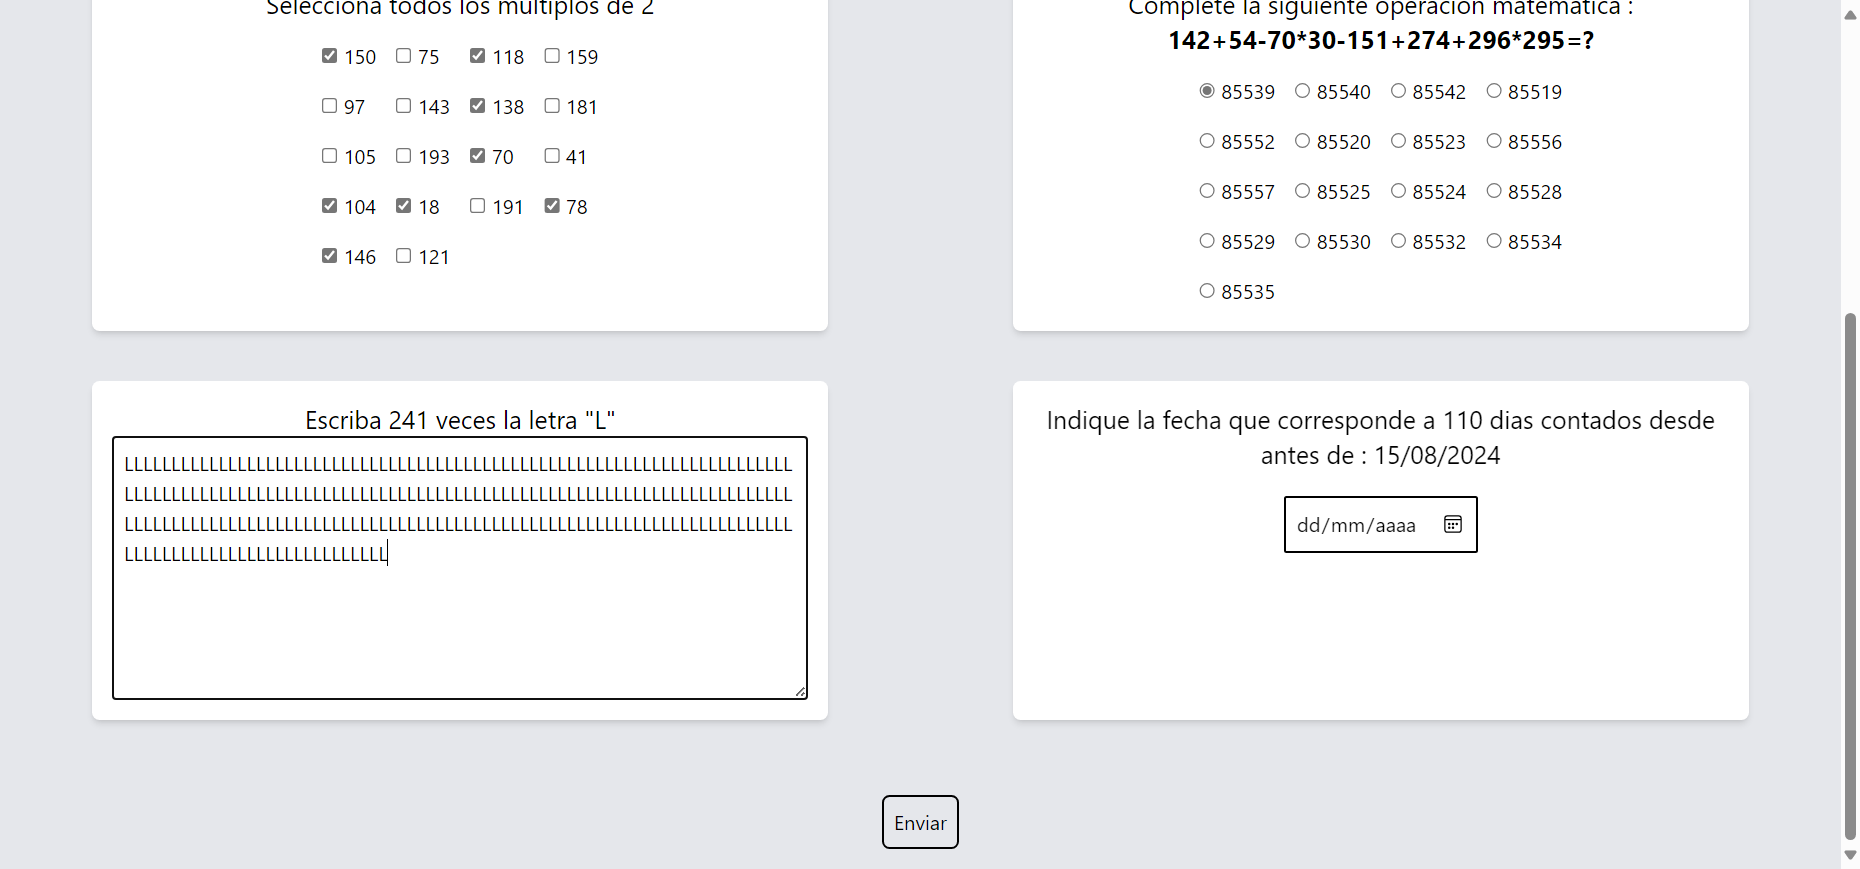 Selecciona todos los multiplos de 2
150 75 118 159
97 143 138 181
105 193 70 41
104 18 191 78
146 121
Complete la siguiente operación matemática :
142+54-70*30-151+274+296*295=?
85539 85540 85542 85519
85552 85520 85523 85556
85557 85525 85524 85528
85529 85530 85532 85534
85535
Escriba 241 veces la letra "L"
LLLLLLLLLLLLLLLLLLLLLLLLLLLLLLLLLLLLLLLLLLLLLLLLLLLLLLLLLLLLLLLLLLLLLLL
LLLLLLLLLLLLLLLLLLLLLLLLLLLLLLLLLLLLLLLLLLLLLLLLLLLLLLLLLLLLLLLLLLLLLLL
LLLLLLLLLLLLLLLLLLLLLLLLLLLLLLLLLLLLLLLLLLLLLLLLLLLLLLLLLLLLLLLLLLLLLLL
LLLLLLLLLLLLLLLLLLLLLLLLLLLL
Indique la fecha que corresponde a 110 dias contados desde
antes de : 15/08/2024
dd/mm/aaaa
Enviar